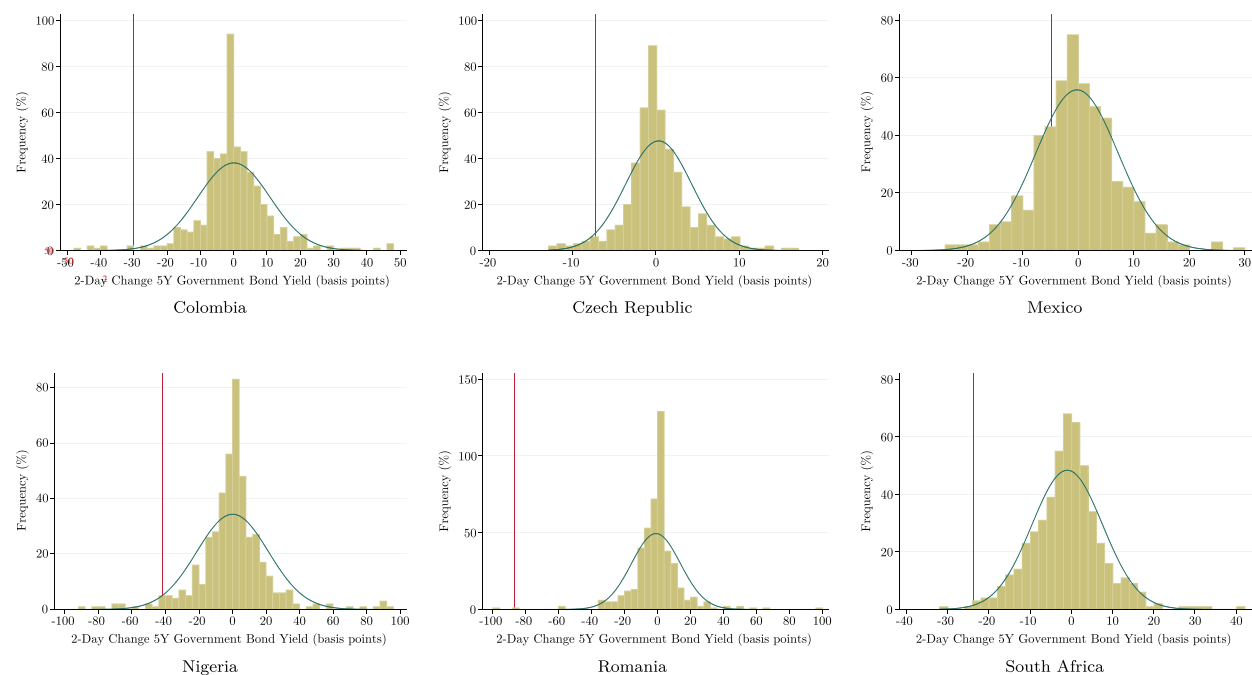 100
80
60
40
20
Frequency (%)
-50 -40 -30 -20 -10 0 10 20 30 40 50
2-Day Change 5Y Government Bond Yield (basis points)
Colombia
100
80
60
40
20
0
Frequency (%)
-20 -10 0 10 20
2-Day Change 5Y Government Bond Yield (basis points)
Czech Republic
80
60
40
20
0
Frequency (%)
-30 -20 -10 0 10 20 30
2-Day Change 5Y Government Bond Yield (basis points)
Mexico
80
60
40
20
0
Frequency (%)
-100 -80 -60 -40 -20 0 20 40 60 80 100
2-Day Change 5Y Government Bond Yield (basis points)
Nigeria
150
100
50
0
Frequency (%)
-100 -80 -60 -40 -20 0 20 40 60 80 100
2-Day Change 5Y Government Bond Yield (basis points)
Romania
80
60
40
20
0
Frequency (%)
-40 -30 -20 -10 0 10 20 30 40
2-Day Change 5Y Government Bond Yield (basis points)
South Africa